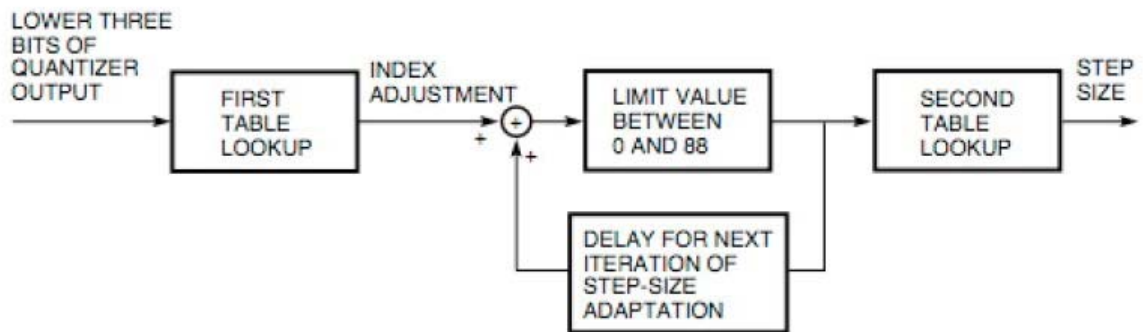 LOWER THREE
BITS OF
QUANTIZER
OUTPUT
FIRST
TABLE
LOOKUP
INDEX
ADJUSTMENT
+
+
+
LIMIT VALUE
BETWEEN
0 AND 88
SECOND
TABLE
LOOKUP
STEP
SIZE
DELAY FOR NEXT
ITERATION OF
STEP-SIZE
ADAPTATION